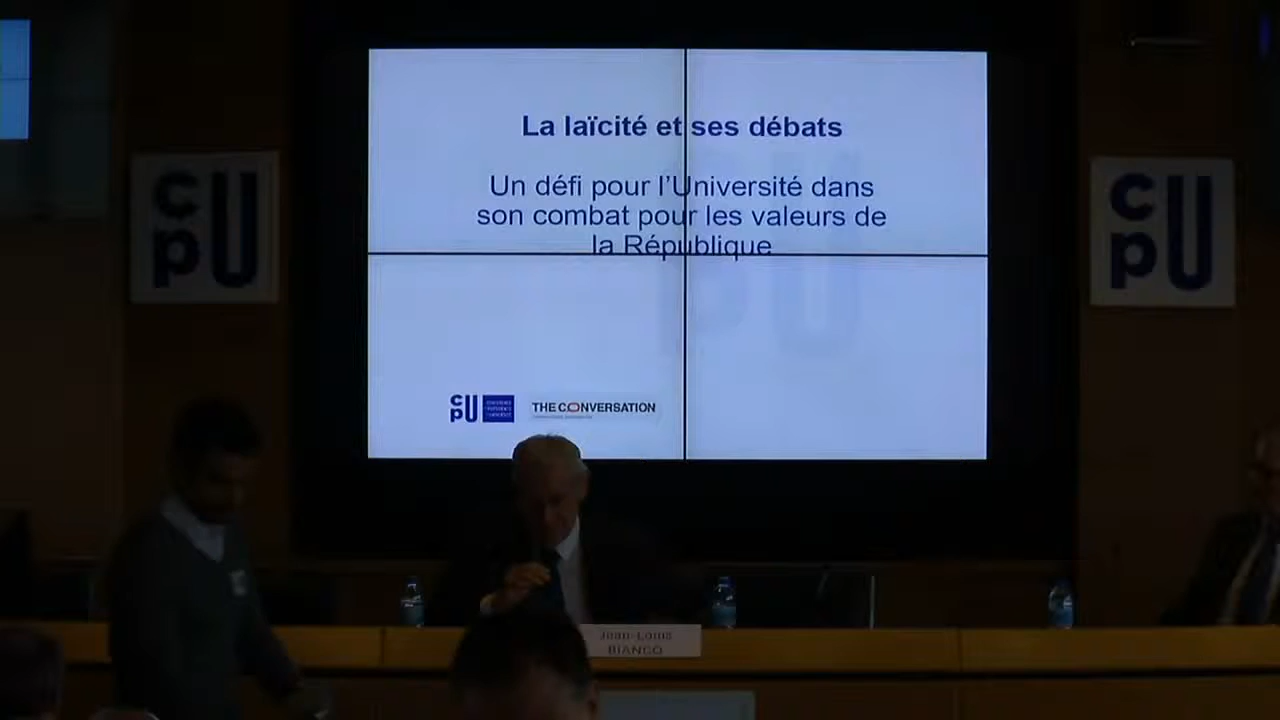 La laïcité et ses débats
Un défi pour l'Université dans
son combat pour les valeurs de
la République
cpU
cpU
cpU
THE CONVERSATION
Jean-Louis
BIANCO